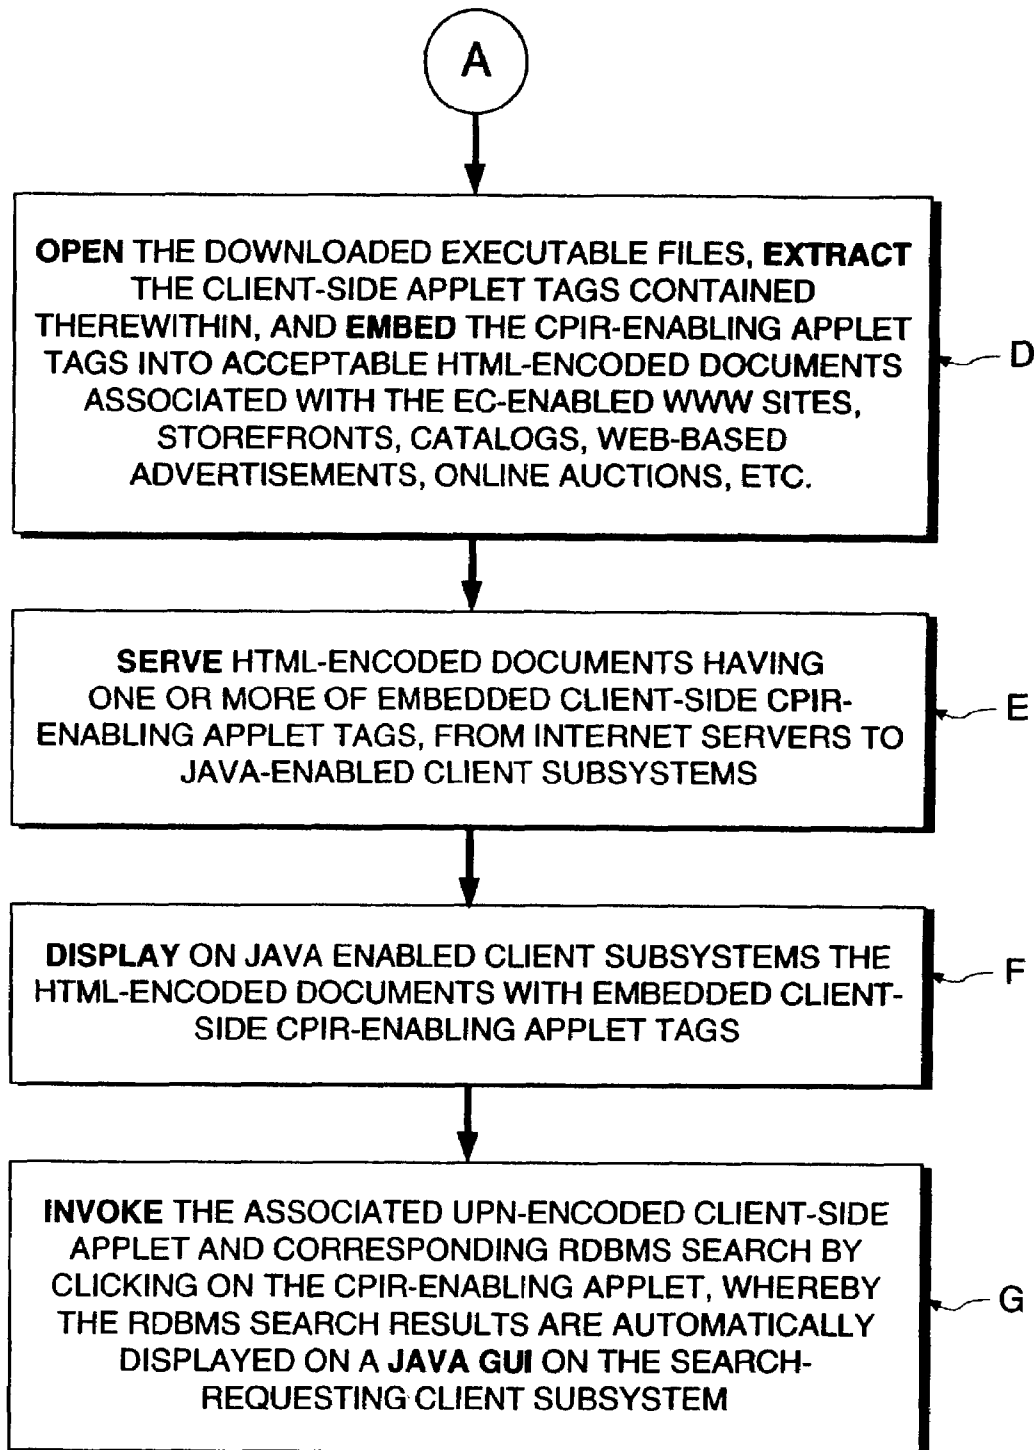 A
OPEN THE DOWNLOADED EXECUTABLE FILES, EXTRACT
THE CLIENT-SIDE APPLET TAGS CONTAINED
THEREWITHIN, AND EMBED THE CPIR-ENABLING APPLET
TAGS INTO ACCEPTABLE HTML-ENCODED DOCUMENTS
ASSOCIATED WITH THE EC-ENABLED WWW SITES,
STOREFRONTS, CATALOGS, WEB-BASED
ADVERTISEMENTS, ONLINE AUCTIONS, ETC.
D
SERVE HTML-ENCODED DOCUMENTS HAVING
ONE OR MORE OF EMBEDDED CLIENT-SIDE CPIR-
ENABLING APPLET TAGS, FROM INTERNET SERVERS TO
JAVA-ENABLED CLIENT SUBSYSTEMS
E
DISPLAY ON JAVA ENABLED CLIENT SUBSYSTEMS THE
HTML-ENCODED DOCUMENTS WITH EMBEDDED CLIENT-
SIDE CPIR-ENABLING APPLET TAGS
F
INVOKE THE ASSOCIATED UPN-ENCODED CLIENT-SIDE
APPLET AND CORRESPONDING RDBMS SEARCH BY
CLICKING ON THE CPIR-ENABLING APPLET, WHEREBY
THE RDBMS SEARCH RESULTS ARE AUTOMATICALLY
DISPLAYED ON A JAVA GUI ON THE SEARCH-
REQUESTING CLIENT SUBSYSTEM
G